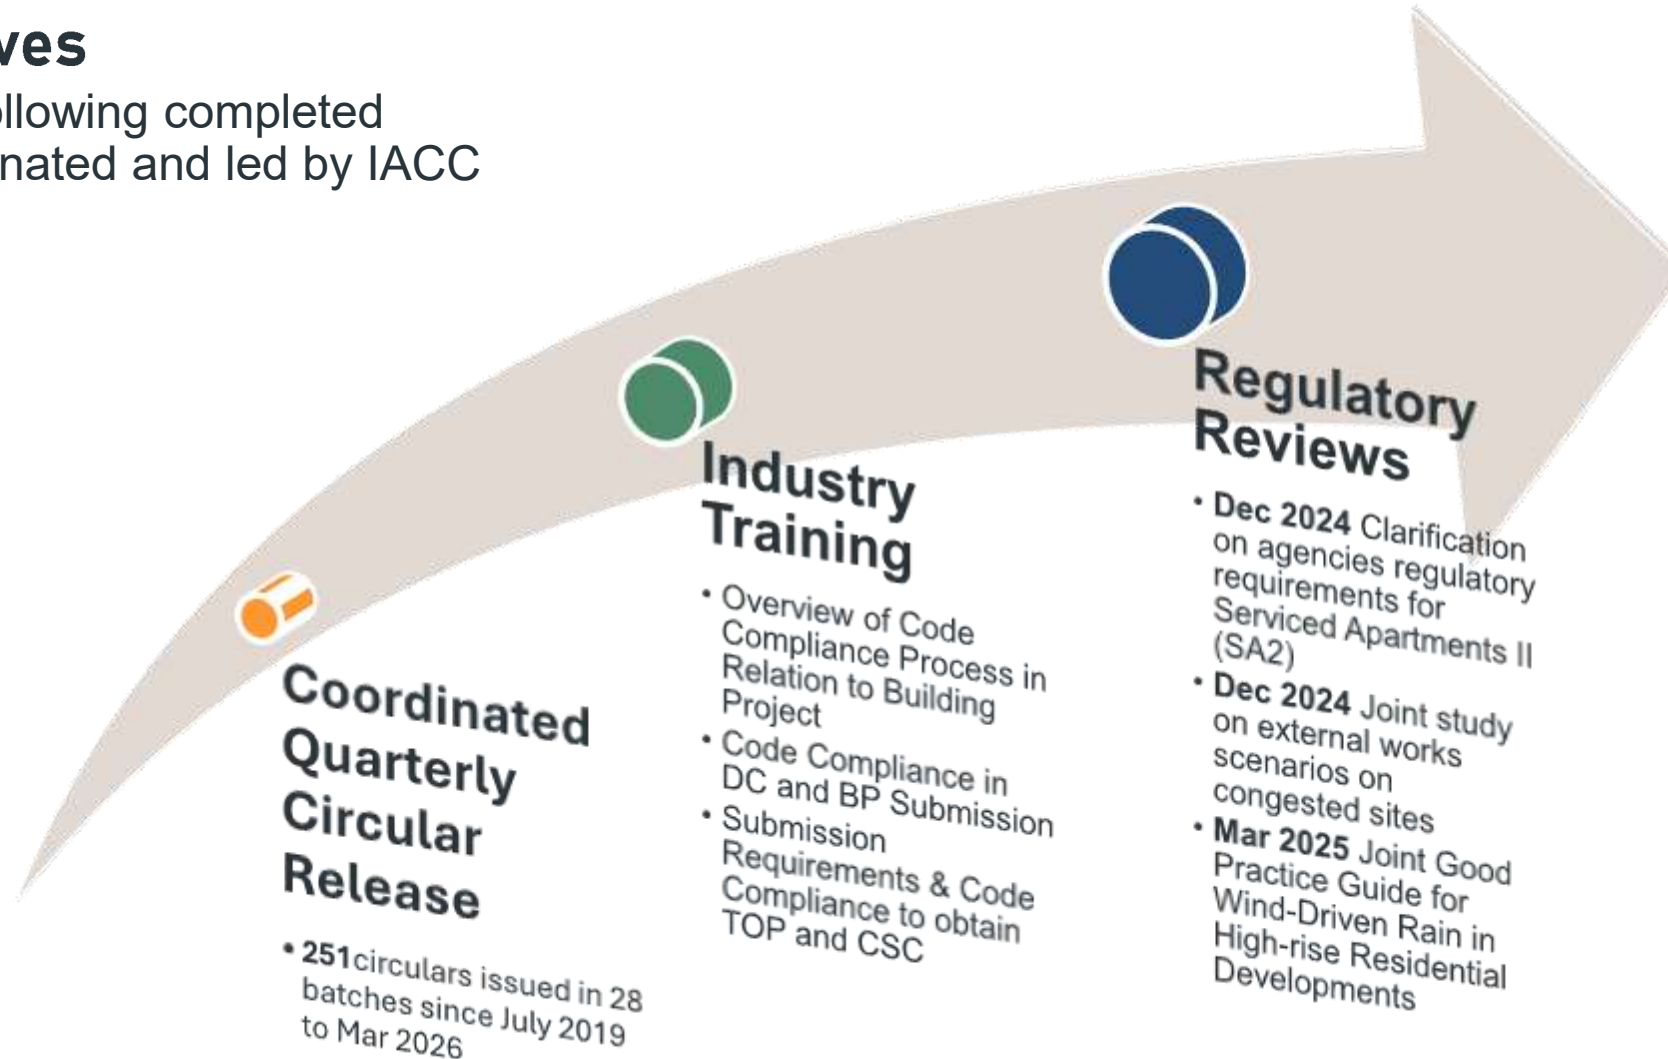 ves
ollowing completed
nated and led by IACC
Coordinated
Quarterly
Circular
Release
• 251circulars issued in 28
batches since July 2019
to Mar 2026
Industry
Training
• Overview of Code
Compliance Process in
Relation to Building
Project
• Code Compliance in
DC and BP Submission
• Submission
Requirements & Code
Compliance to obtain
TOP and CSC
Regulatory
Reviews
• Dec 2024 Clarification
on agencies regulatory
requirements for
Serviced Apartments II
(SA2)
• Dec 2024 Joint study
on external works
scenarios on
congested sites
• Mar 2025 Joint Good
Practice Guide for
Wind-Driven Rain in
High-rise Residential
Developments